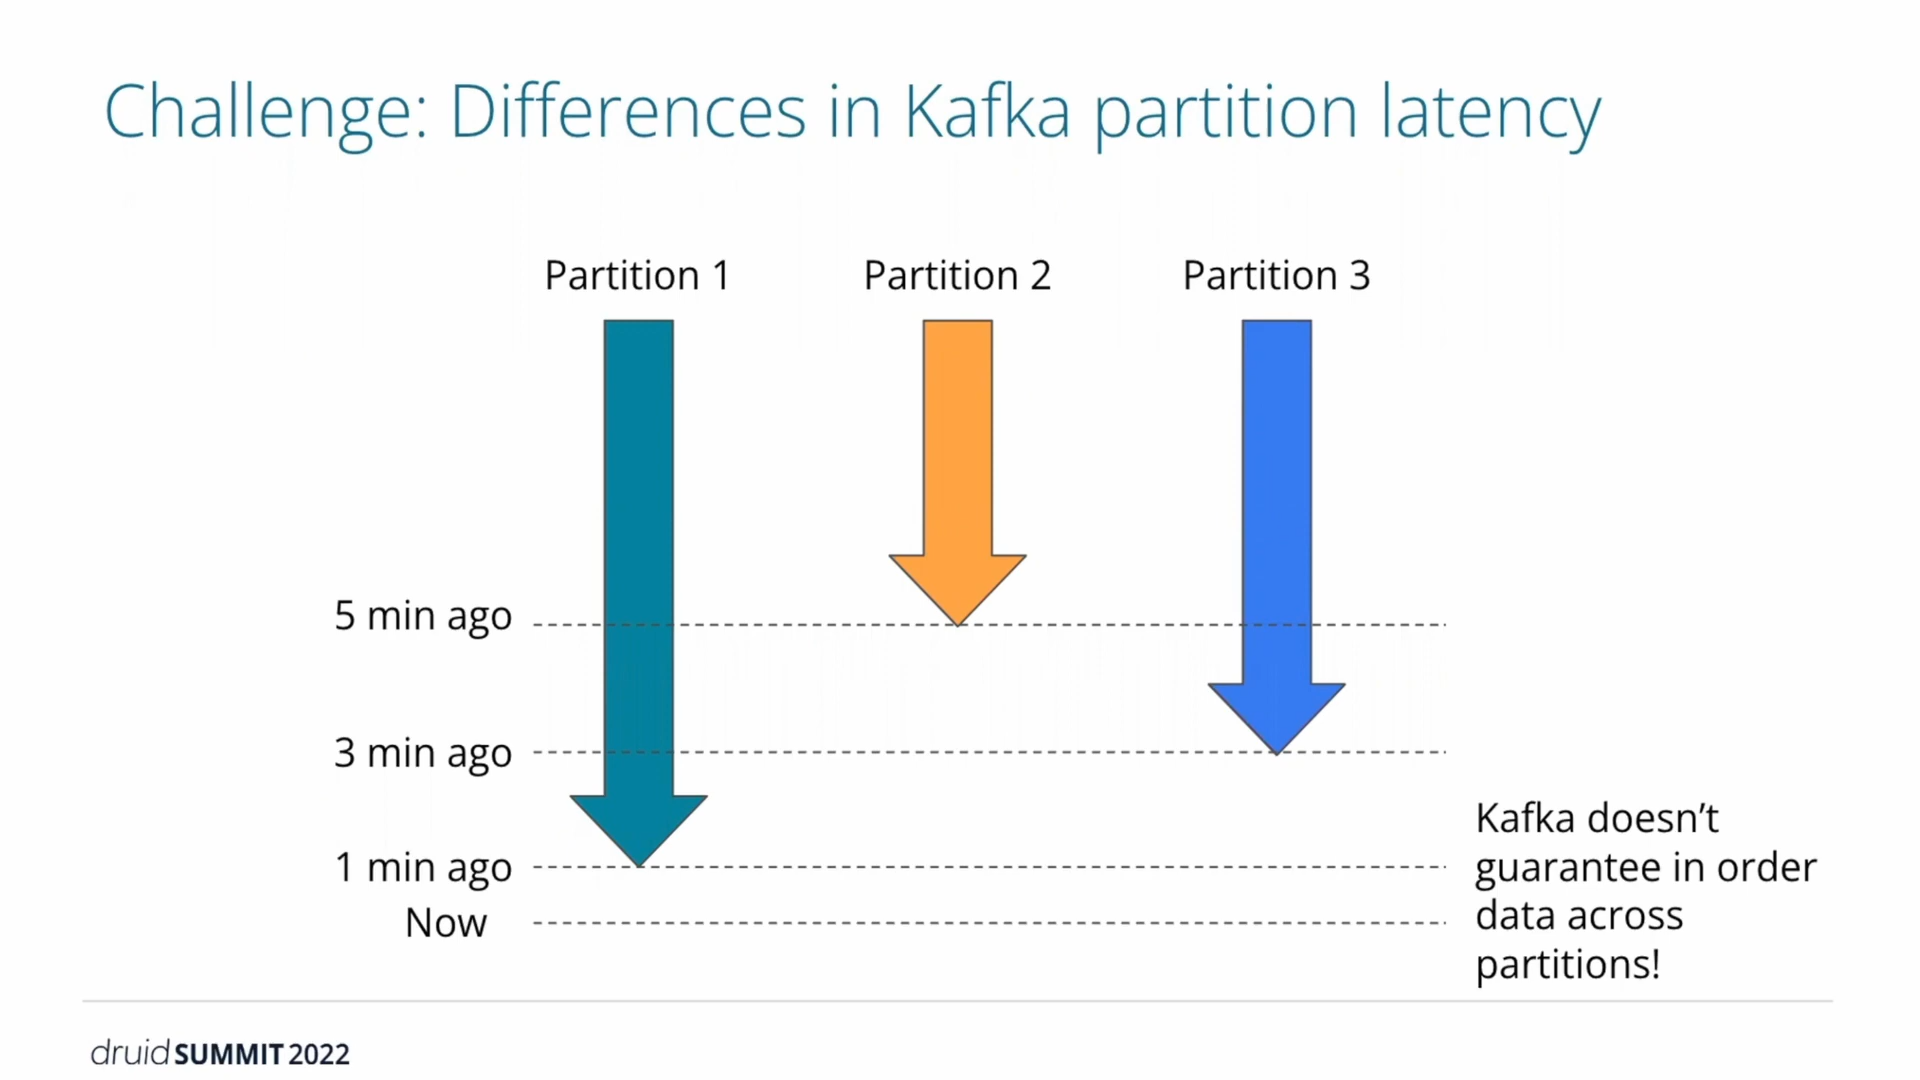 Challenge: Differences in Kafka partition latency
Partition 1
Partition 2
Partition 3
5 min ago
3 min ago
1 min ago
Now
Kafka doesn’t
guarantee in order
data across
partitions!
druid SUMMIT 2022